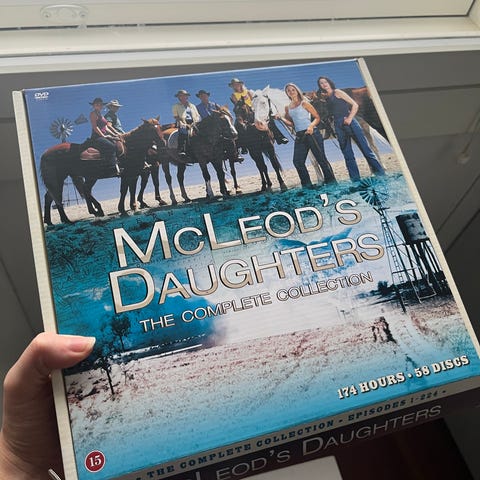 DVD
McLEOD'S
DAUGHTERS
THE COMPLETE COLLECTION
174 HOURS • 58 DISCS
15
THE COMPLETE COLLECTION • EPISODES 1-224
LEOD'S DAUGHTERS